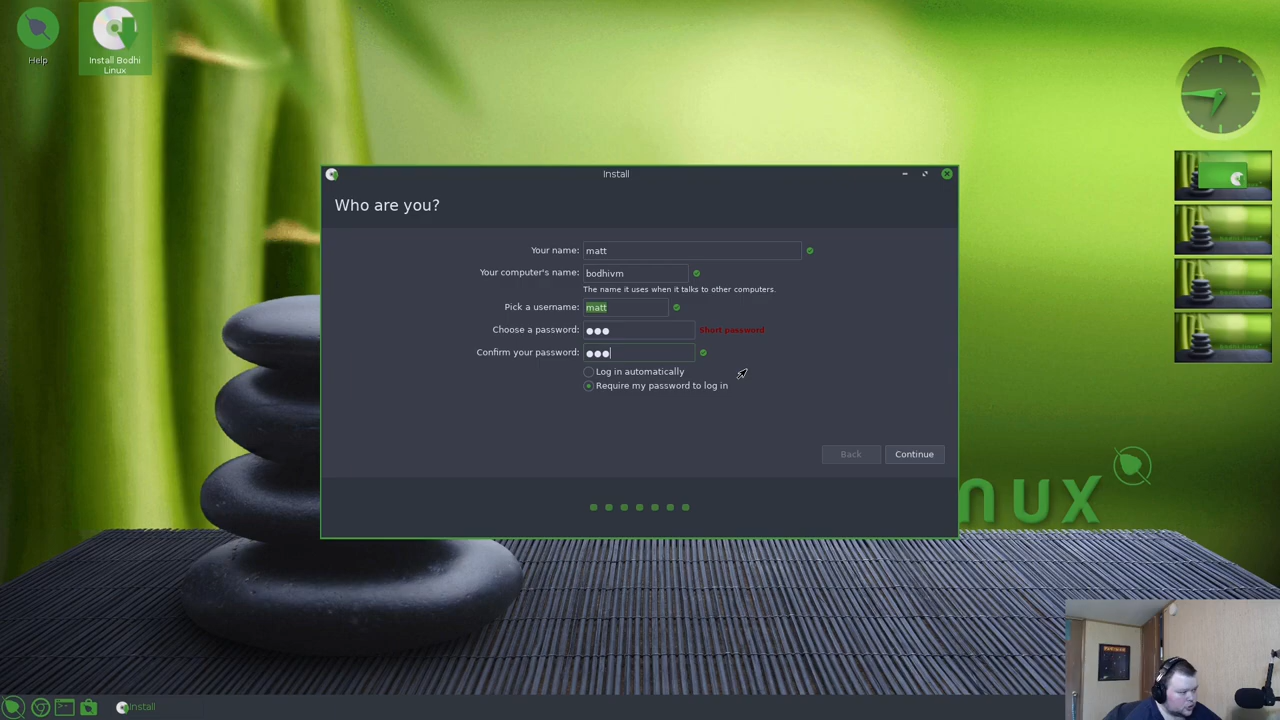 Help
Install Bodhi
Linux
Install
Who are you?
Your name: matt
Your computer's name: bodhivm
The name it uses when it talks to other computers.
Pick a username: matt
Choose a password: ●●● Short password
Confirm your password: ●●●
Log in automatically
Require my password to log in
Back Continue
nux
Install